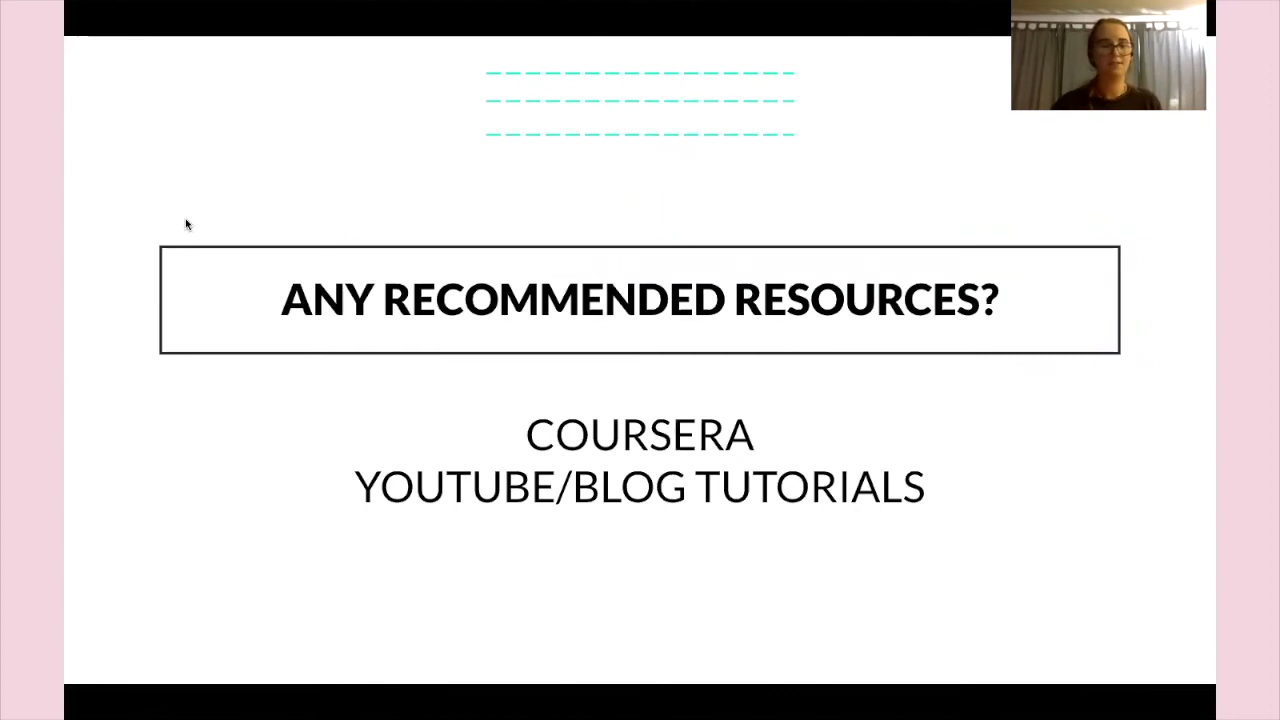 ANY RECOMMENDED RESOURCES?
COURSERA
YOUTUBE/BLOG TUTORIALS